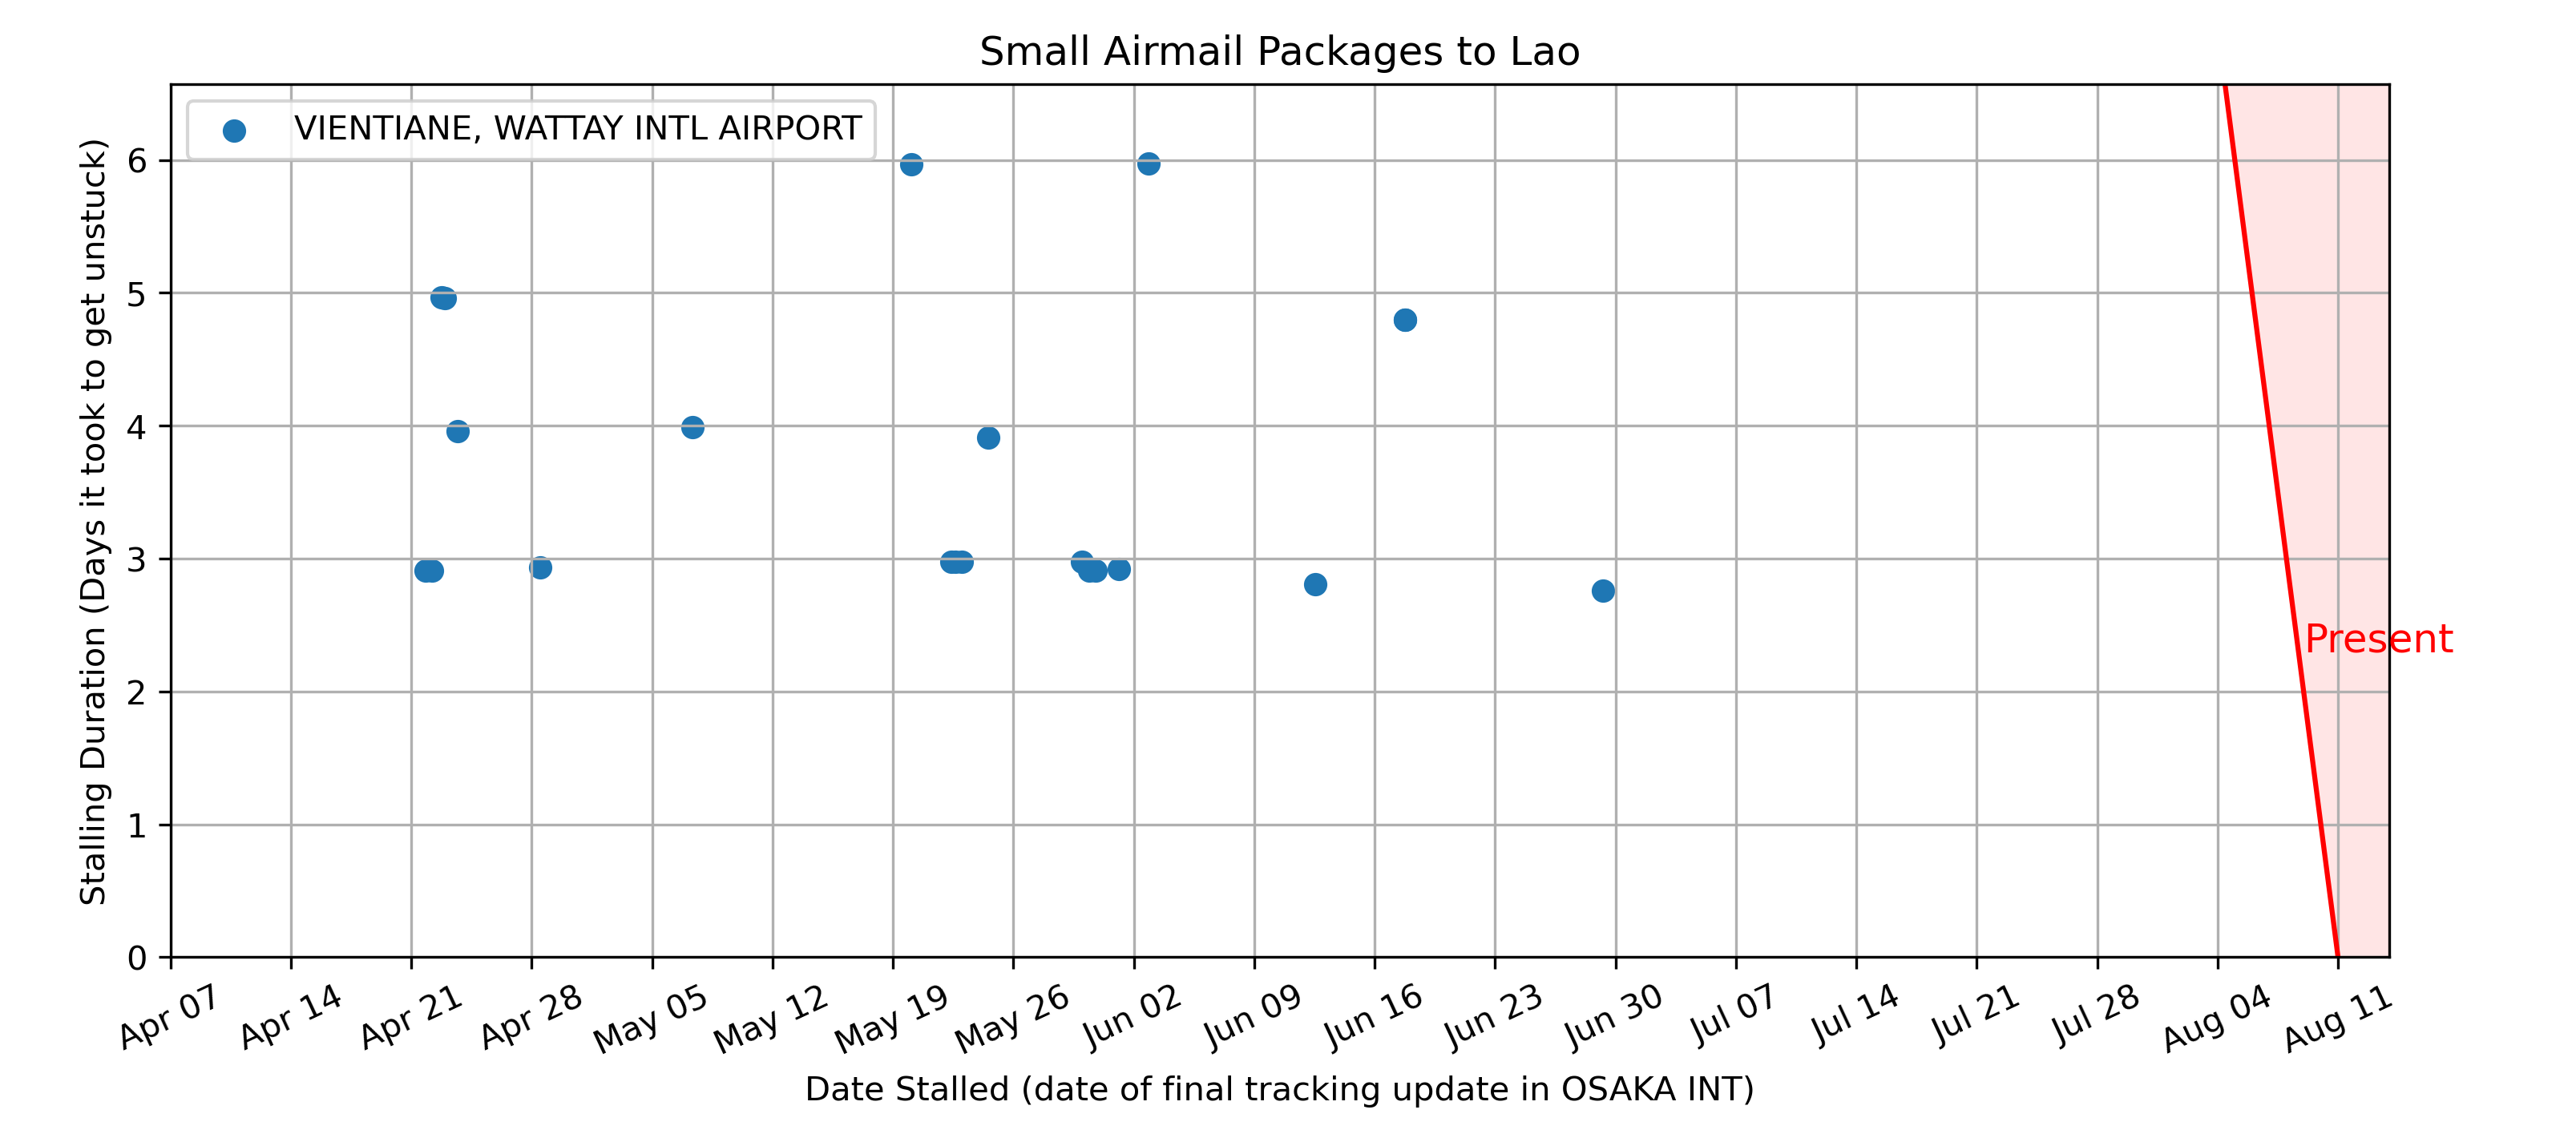 Small Airmail Packages to Lao
VIENTIANE, WATTAY INTL AIRPORT
Stalling Duration (Days it took to get unstuck)
6
5
4
3
2
1
0
Present
Apr 07
Apr 14
Apr 21
Apr 28
May 05
May 12
May 19
May 26
Jun 02
Jun 09
Jun 16
Jun 23
Jun 30
Jul 07
Jul 14
Jul 21
Jul 28
Aug 04
Aug 11
Date Stalled (date of final tracking update in OSAKA INT)